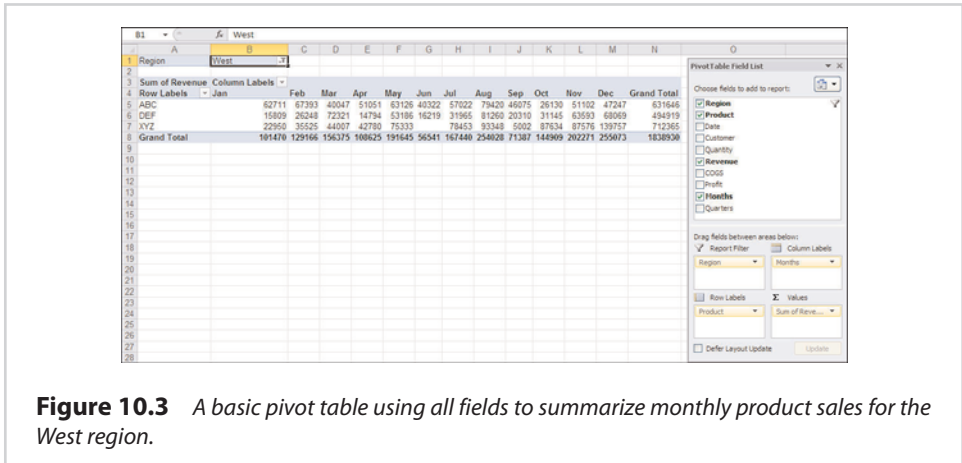 B1 fx West
A B C D E F G H I J K L M N O
1 Region West
2
3 Sum of Revenue Column Labels
4 Row Labels Jan Feb Mar Apr May Jun Jul Aug Sep Oct Nov Dec Grand Total
5 ABC 62711 67393 40047 51051 63126 40322 57022 79420 46075 26130 51102 47247 631646
6 DEF 15809 26248 72321 14794 53186 16219 31965 81260 20310 31145 63593 68069 494919
7 XYZ 22950 35525 44007 42780 75333 78453 93348 5002 87634 87576 139757 712365
8 Grand Total 101470 129166 156375 108625 191645 56541 167440 254028 71387 144909 202271 255073 1838930
9
10
11
12
13
14
15
16
17
18
19
20
21
22
23
24
25
26
27
28
PivotTable Field List
Choose fields to add to report:
Region
Product
Date
Customer
Quantity
Revenue
COGS
Profit
Months
Quarters
Drag fields between areas below:
Report Filter Column Labels
Region Months
Row Labels Σ Values
Product Sum of Reve...
Defer Layout Update Update
Figure 10.3 A basic pivot table using all fields to summarize monthly product sales for the
West region.